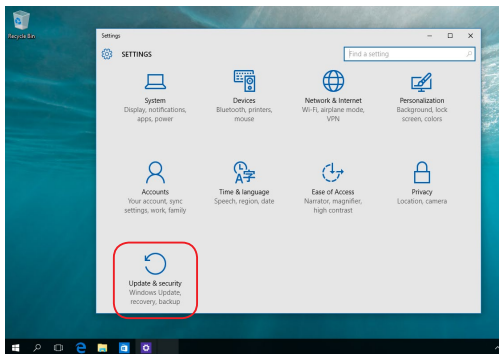 Recycle Bin
Settings
SETTINGS
Find a setting
System
Display, notifications,
apps, power
Devices
Bluetooth, printers,
mouse
Network & Internet
Wi-Fi, airplane mode,
VPN
Personalization
Background, lock
screen, colors
Accounts
Your account, sync
settings, work, family
Time & language
Speech, region, date
Ease of Access
Narrator, magnifier,
high contrast
Privacy
Location, camera
Update & security
Windows Update,
recovery, backup